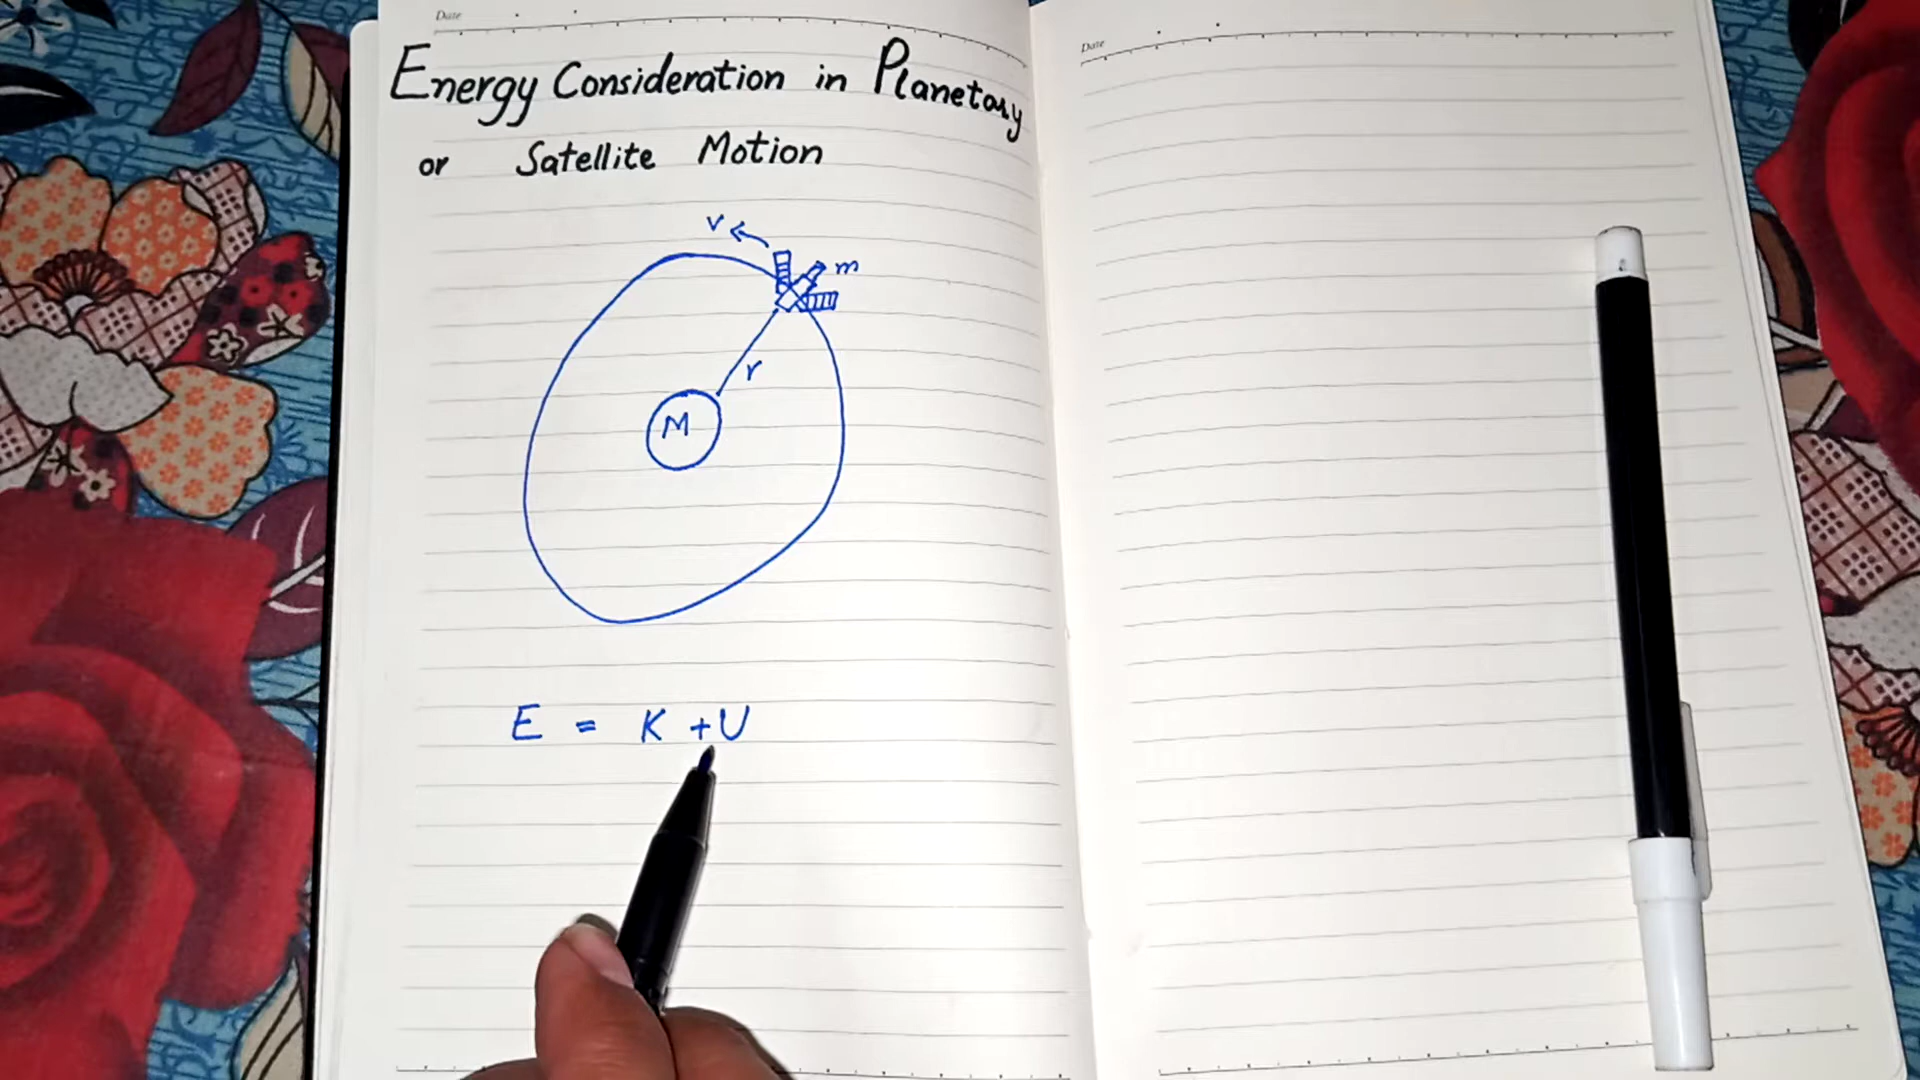 Date
Energy Consideration in Planetary
or Satellite Motion
v
m
r
M
E = K + U
Date